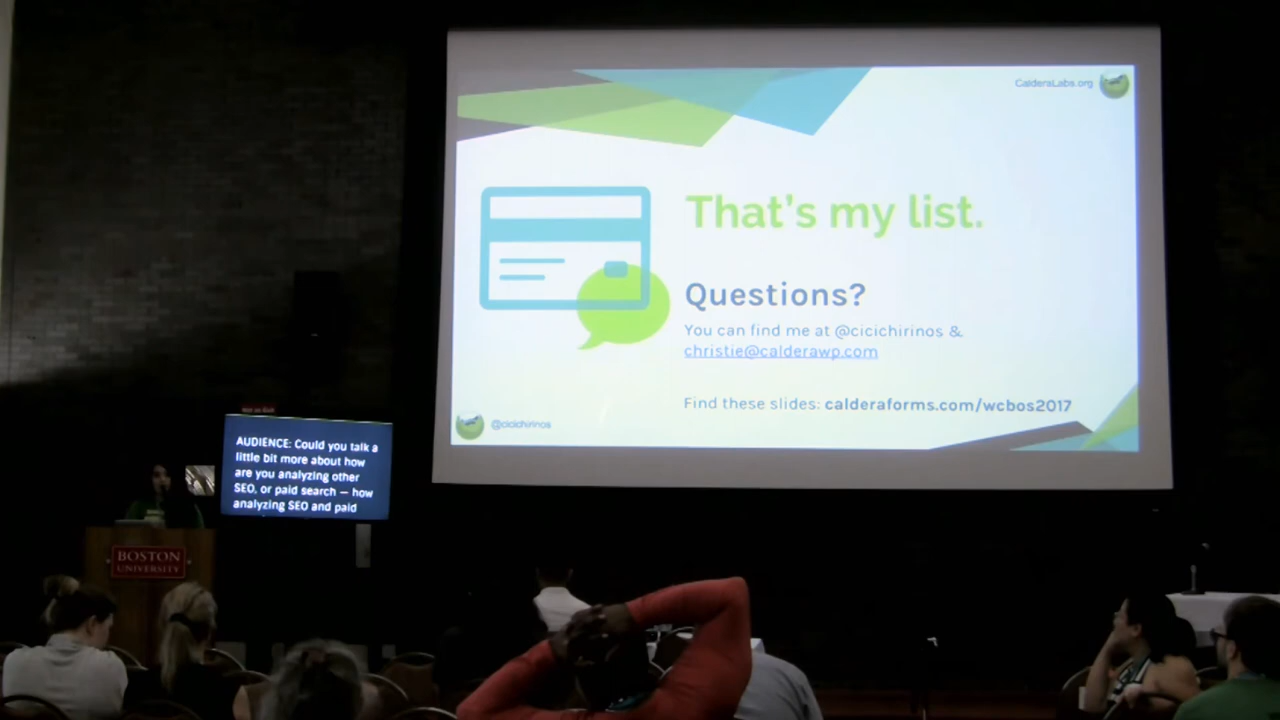 CalderaLabs.org
That's my list.
Questions?
You can find me at @cicichirinos &
christie@calderawp.com
Find these slides: calderaforms.com/wcbos2017
@cicichirinos
AUDIENCE: Could you talk a
little bit more about how
are you analyzing other
SEO, or paid search — how
analyzing SEO and paid
BOSTON
UNIVERSITY